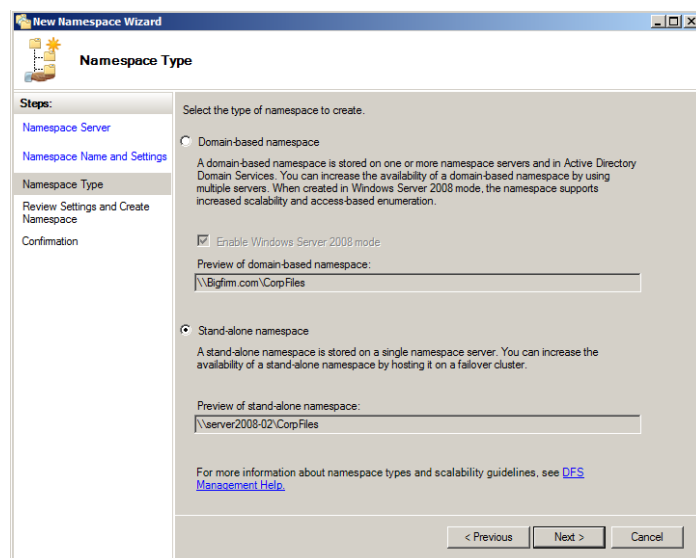 New Namespace Wizard
Namespace Type
Steps:
Namespace Server
Namespace Name and Settings
Namespace Type
Review Settings and Create
Namespace
Confirmation
Select the type of namespace to create.
Domain-based namespace
A domain-based namespace is stored on one or more namespace servers and in Active Directory
Domain Services. You can increase the availability of a domain-based namespace by using
multiple servers. When created in Windows Server 2008 mode, the namespace supports
increased scalability and access-based enumeration.
Enable Windows Server 2008 mode
Preview of domain-based namespace:
\\Bigfirm.com\CorpFiles
Stand-alone namespace
A stand-alone namespace is stored on a single namespace server. You can increase the
availability of a stand-alone namespace by hosting it on a failover cluster.
Preview of stand-alone namespace:
\\server2008-02\CorpFiles
For more information about namespace types and scalability guidelines, see DFS
Management Help.
< Previous
Next >
Cancel